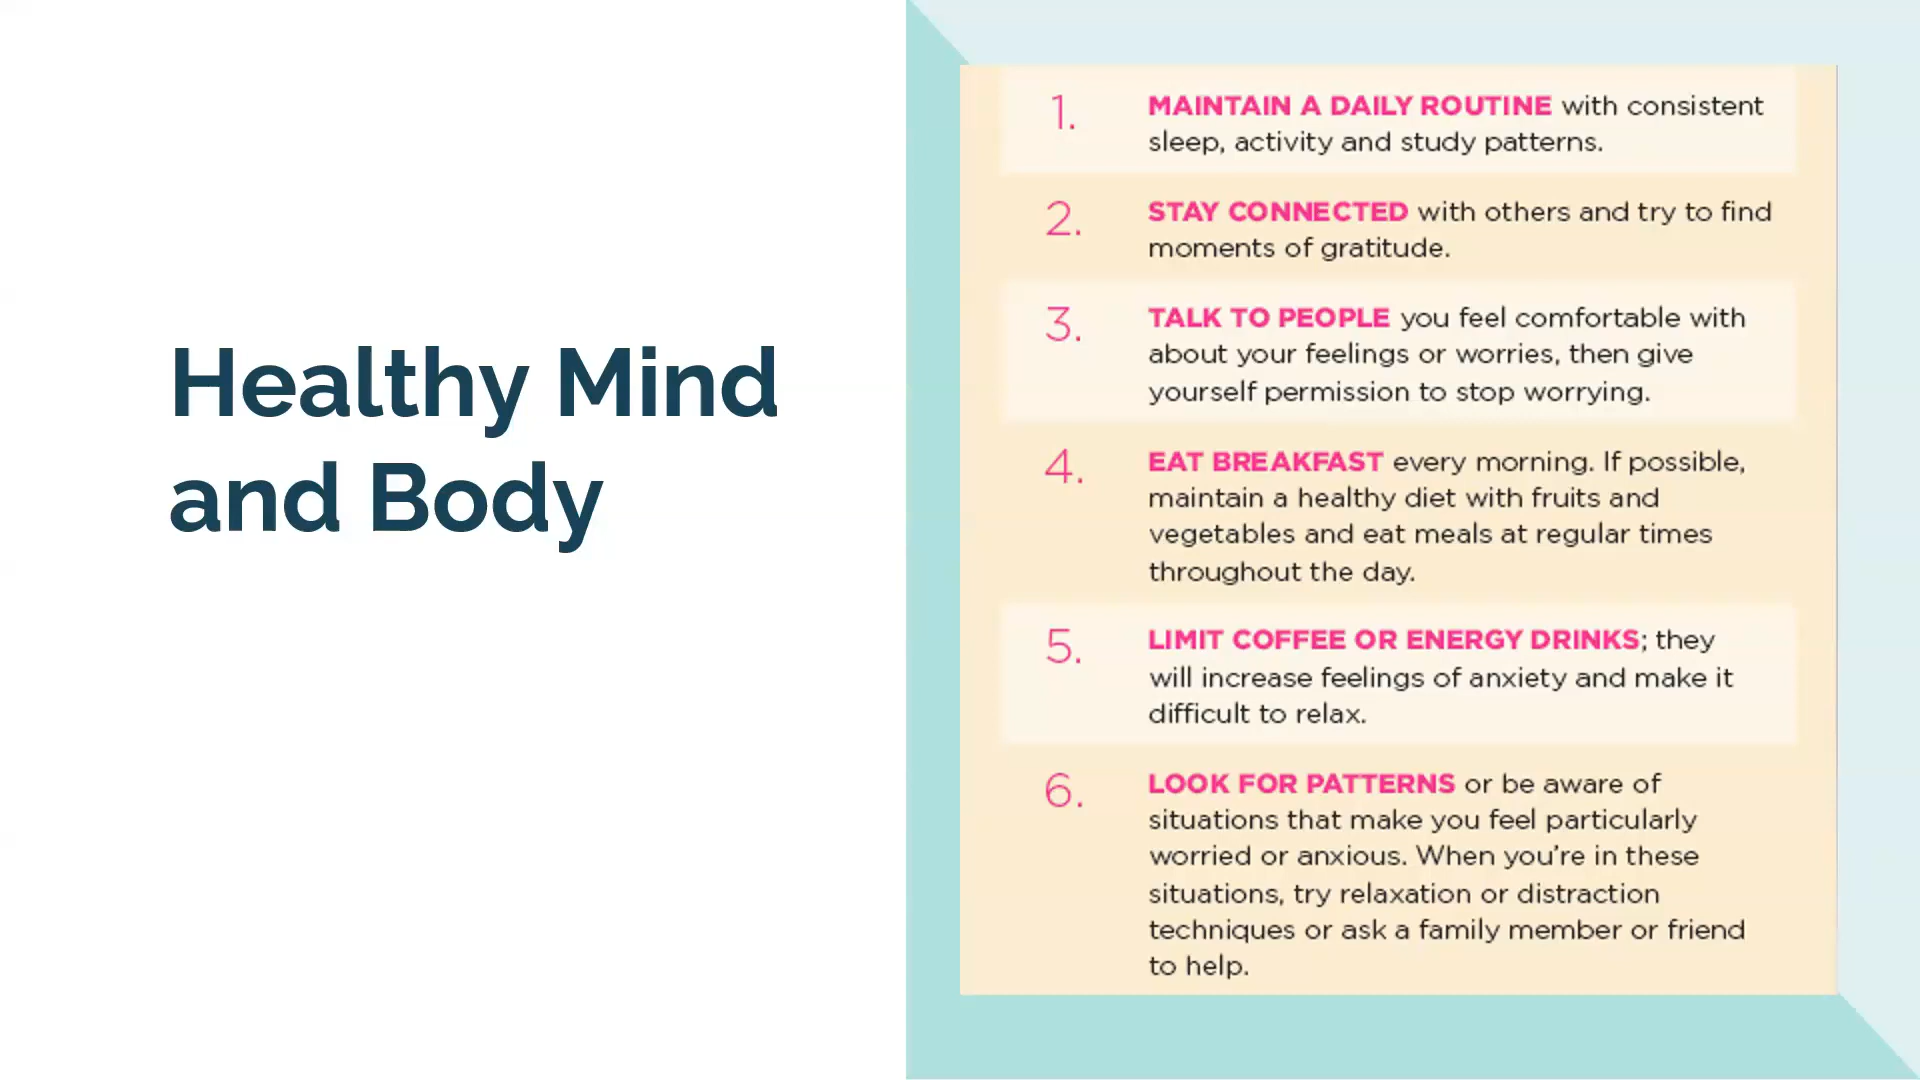 Healthy Mind
and Body
1. MAINTAIN A DAILY ROUTINE with consistent
sleep, activity and study patterns.
2. STAY CONNECTED with others and try to find
moments of gratitude.
3. TALK TO PEOPLE you feel comfortable with
about your feelings or worries, then give
yourself permission to stop worrying.
4. EAT BREAKFAST every morning. If possible,
maintain a healthy diet with fruits and
vegetables and eat meals at regular times
throughout the day.
5. LIMIT COFFEE OR ENERGY DRINKS; they
will increase feelings of anxiety and make it
difficult to relax.
6. LOOK FOR PATTERNS or be aware of
situations that make you feel particularly
worried or anxious. When you're in these
situations, try relaxation or distraction
techniques or ask a family member or friend
to help.